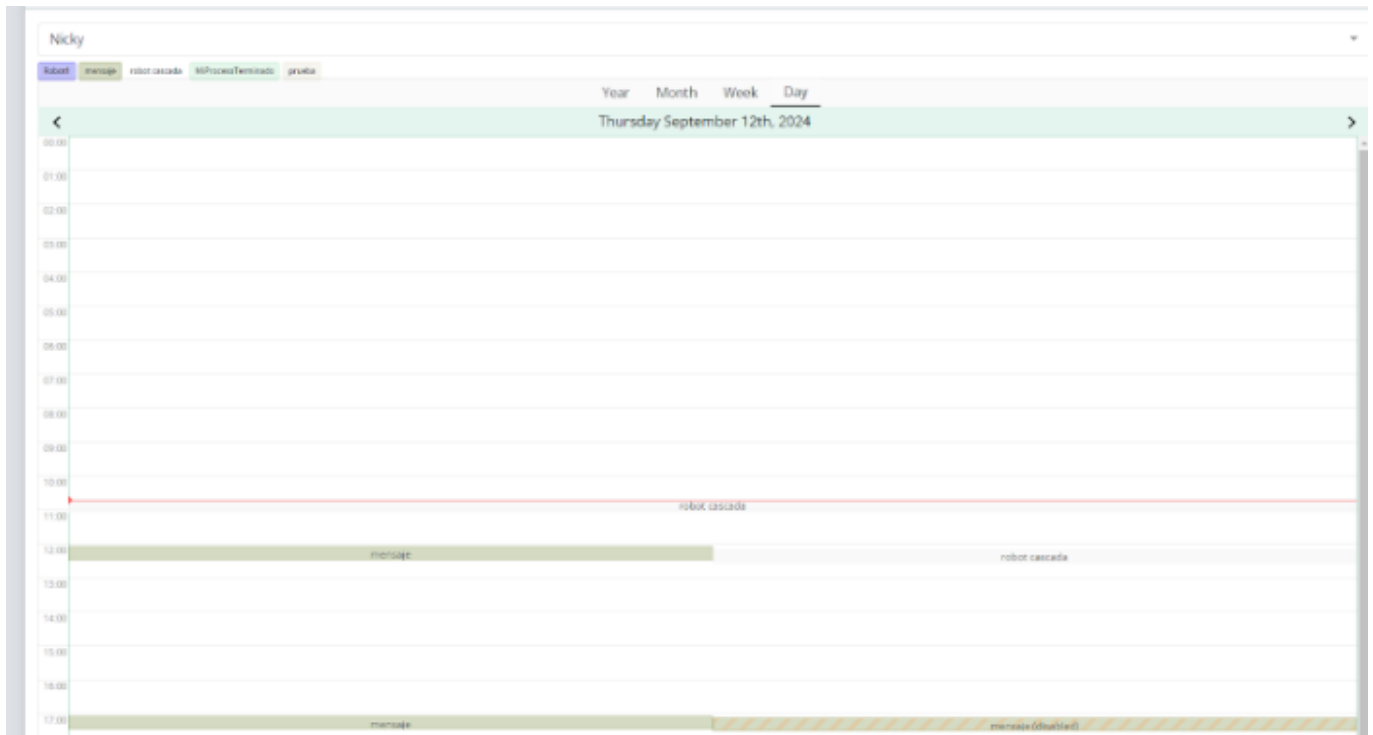 Nicky
Robot1 mensaje robot cascada MiProcesoTerminado prueba
Year Month Week Day
Thursday September 12th, 2024
00:00
01:00
02:00
03:00
04:00
05:00
06:00
07:00
08:00
09:00
10:00
robot cascada
11:00
12:00 mensaje robot cascada
13:00
14:00
15:00
16:00
17:00 mensaje mensaje (disabled)